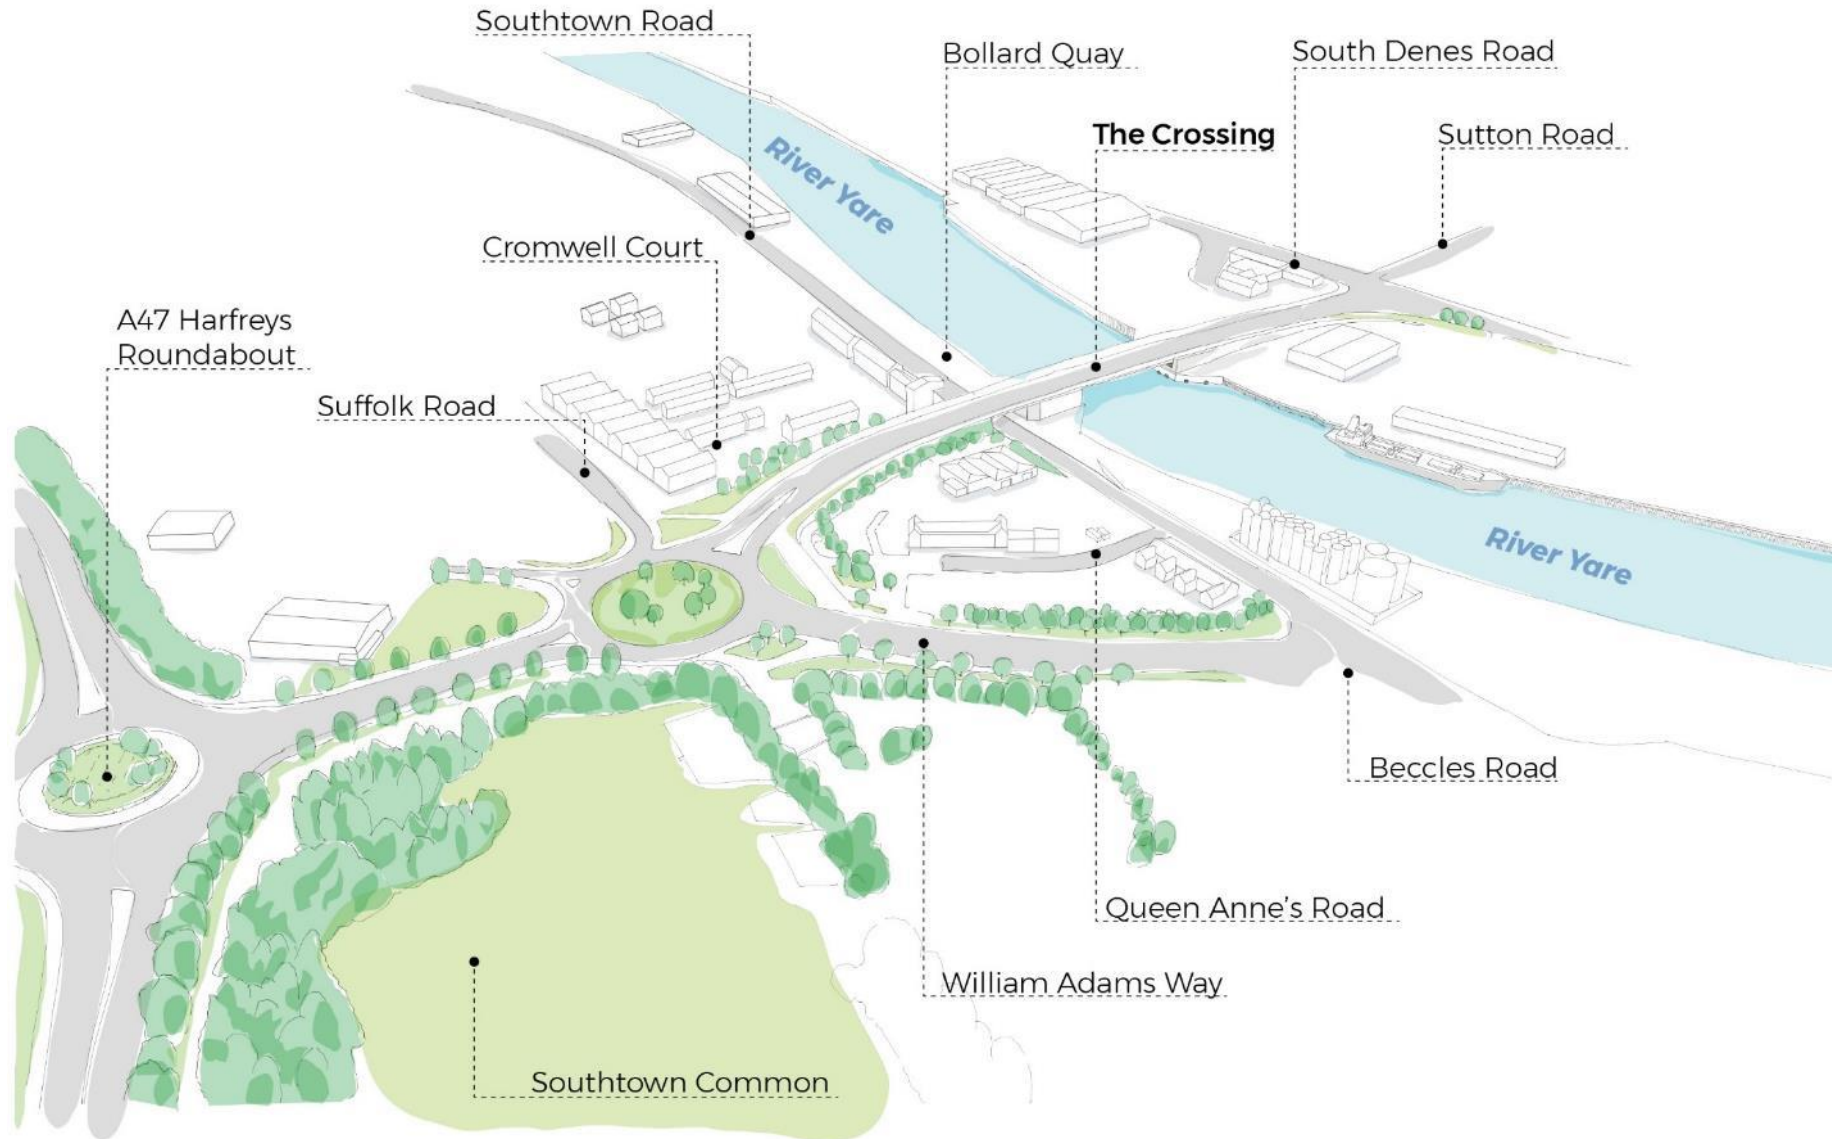 Southtown Road
Bollard Quay
South Denes Road
The Crossing
Sutton Road
River Yare
Cromwell Court
A47 Harfreys
Roundabout
Suffolk Road
River Yare
Beccles Road
Queen Anne's Road
William Adams Way
Southtown Common